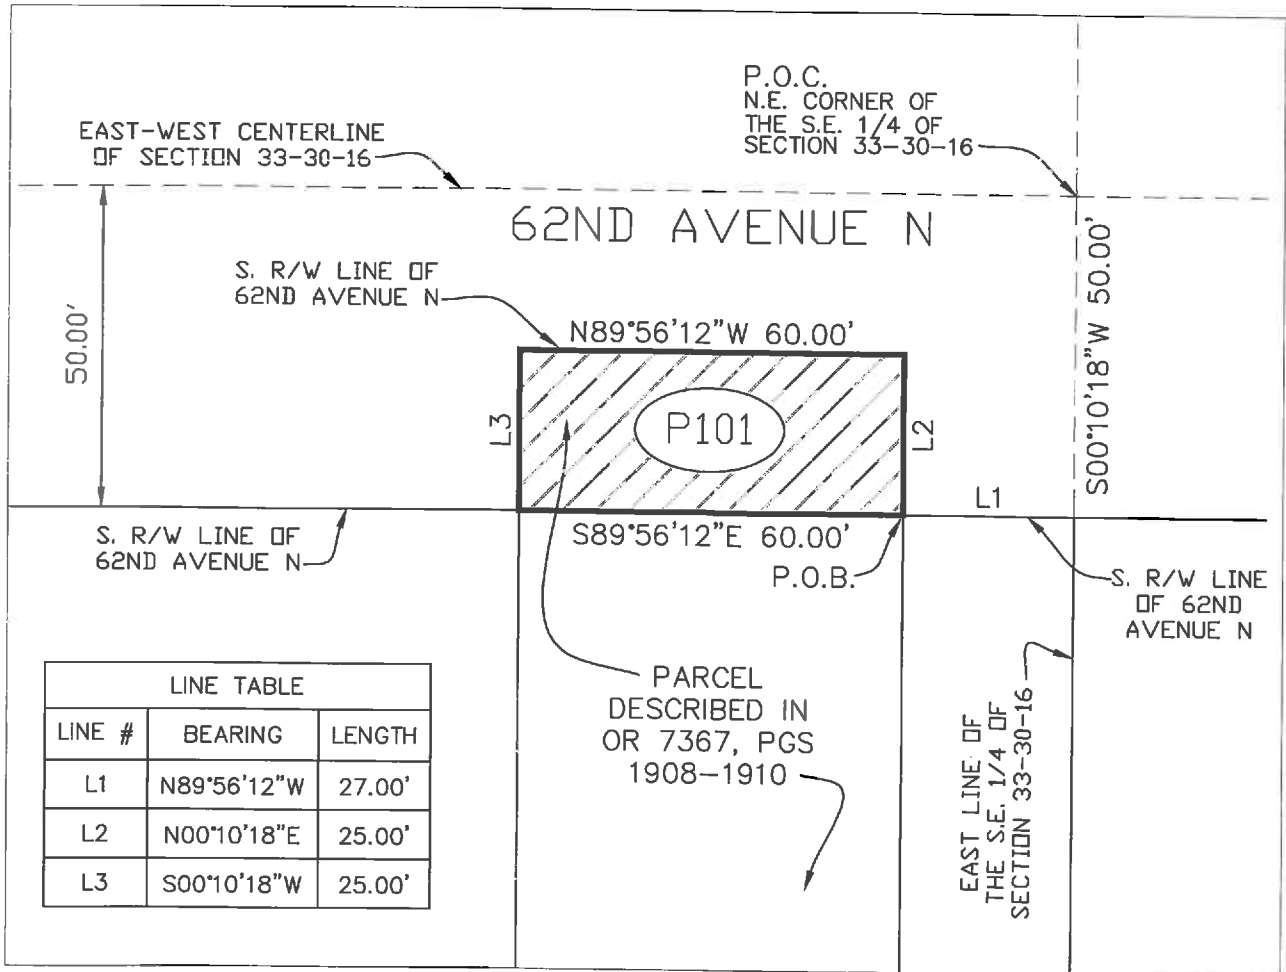 P.O.C.
N.E. CORNER OF
THE S.E. 1/4 OF
SECTION 33-30-16
EAST-WEST CENTERLINE
OF SECTION 33-30-16
62ND AVENUE N
S. R/W LINE OF
62ND AVENUE N
50.00'
S00°10'18"W 50.00'
N89°56'12"W 60.00'
L3
P101
L2
L1
S89°56'12"E 60.00'
P.O.B.
S. R/W LINE OF
62ND AVENUE N
S. R/W LINE
OF 62ND
AVENUE N
PARCEL
DESCRIBED IN
OR 7367, PGS
1908-1910
EAST LINE OF
THE S.E. 1/4 OF
SECTION 33-30-16
LINE TABLE
LINE # BEARING LENGTH
L1 N89°56'12"W 27.00'
L2 N00°10'18"E 25.00'
L3 S00°10'18"W 25.00'